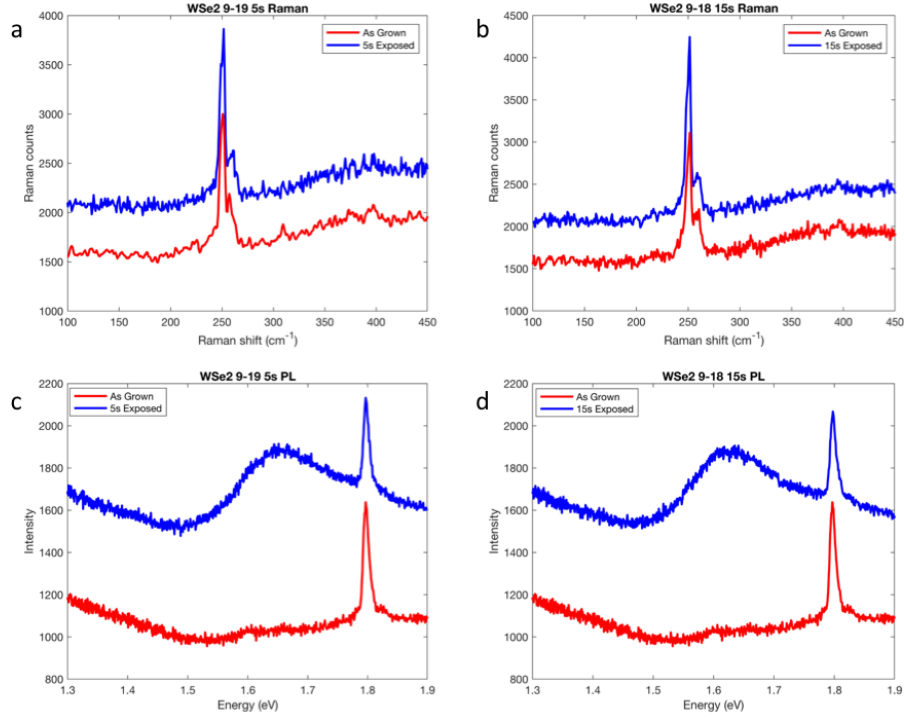 a
WSe2 9-19 5s Raman
As Grown
5s Exposed
Raman counts
4000
3500
3000
2500
2000
1500
1000
100 150 200 250 300 350 400 450
Raman shift (cm⁻¹)
b
WSe2 9-18 15s Raman
As Grown
15s Exposed
Raman counts
4500
4000
3500
3000
2500
2000
1500
1000
100 150 200 250 300 350 400 450
Raman shift (cm⁻¹)
c
WSe2 9-19 5s PL
As Grown
5s Exposed
Intensity
2200
2000
1800
1600
1400
1200
1000
800
1.3 1.4 1.5 1.6 1.7 1.8 1.9
Energy (eV)
d
WSe2 9-18 15s PL
As Grown
15s Exposed
Intensity
2200
2000
1800
1600
1400
1200
1000
800
1.3 1.4 1.5 1.6 1.7 1.8 1.9
Energy (eV)